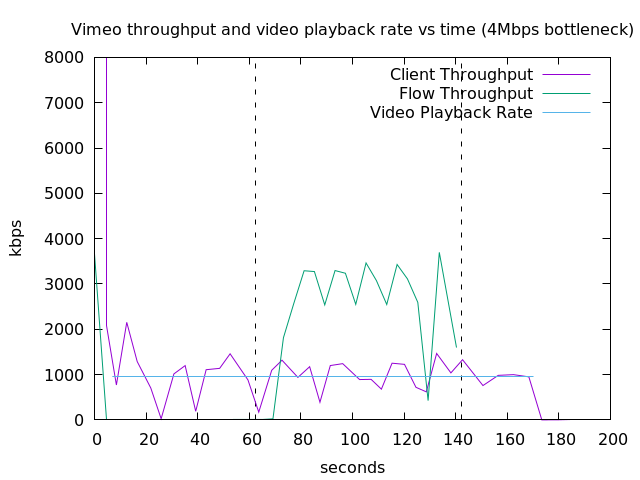 Vimeo throughput and video playback rate vs time (4Mbps bottleneck)
8000
7000
6000
5000
4000
3000
2000
1000
0
kbps
Client Throughput
Flow Throughput
Video Playback Rate
0 20 40 60 80 100 120 140 160 180 200
seconds